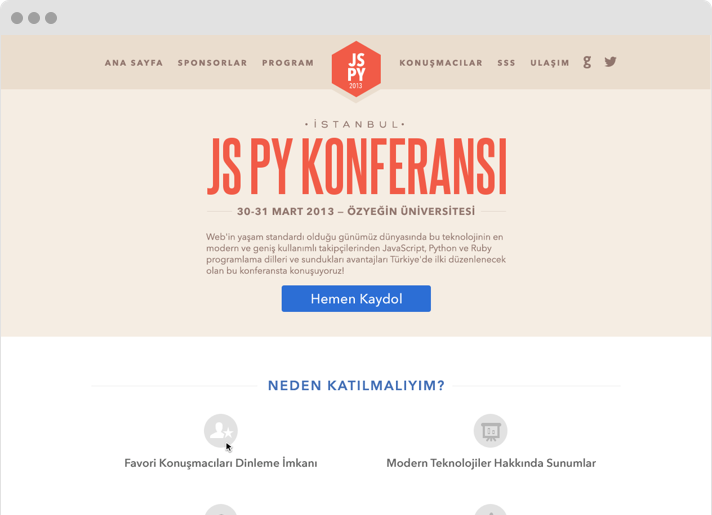 ANA SAYFA SPONSORLAR PROGRAM
JS
PY
2013
KONUŞMACILAR SSS ULAŞIM g
• İSTANBUL •
JS PY KONFERANSI
30-31 MART 2013 – ÖZYEĞİN ÜNİVERSİTESİ
Web'in yaşam standardı olduğu günümüz dünyasında bu teknolojinin en
modern ve geniş kullanımlı takipçilerinden JavaScript, Python ve Ruby
programlama dilleri ve sundukları avantajları Türkiye'de ilki düzenlenecek
olan bu konferansta konuşuyoruz!
Hemen Kaydol
NEDEN KATILMALIYIM?
Favori Konuşmacıları Dinleme İmkanı
Modern Teknolojiler Hakkında Sunumlar